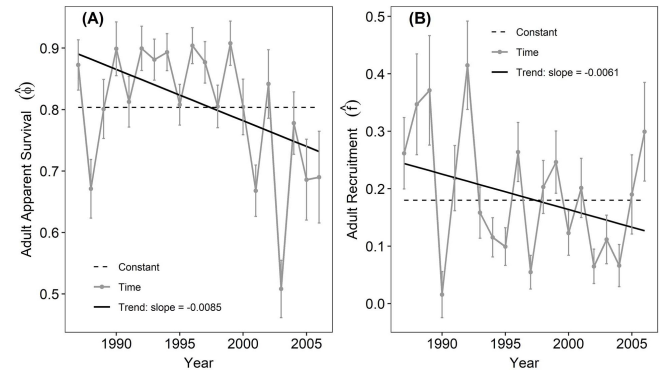 (A)
0.9
0.8
0.7
0.6
0.5
Adult Apparent Survival (ϕ̂)
Constant
Time
Trend: slope = -0.0085
1990
1995
2000
2005
Year
(B)
0.5
0.4
0.3
0.2
0.1
0.0
Adult Recruitment (f̂)
Constant
Time
Trend: slope = -0.0061
1990
1995
2000
2005
Year